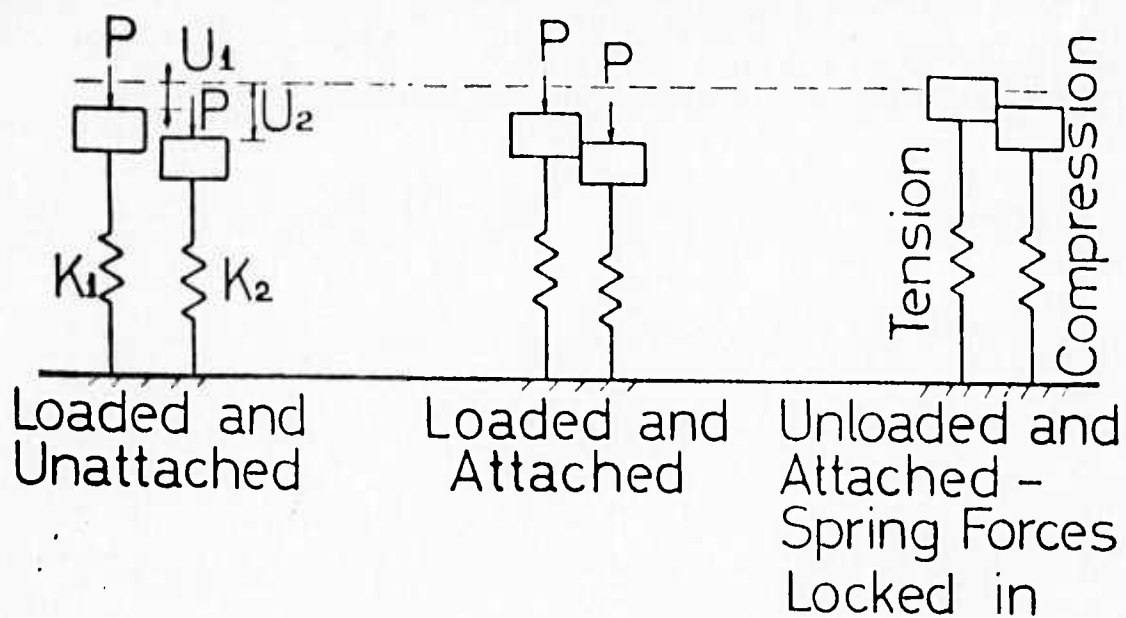 P
U1
P
U2
K1
K2
P
P
Tension
Compression
Loaded and
Unattached
Loaded and
Attached
Unloaded and
Attached –
Spring Forces
Locked in